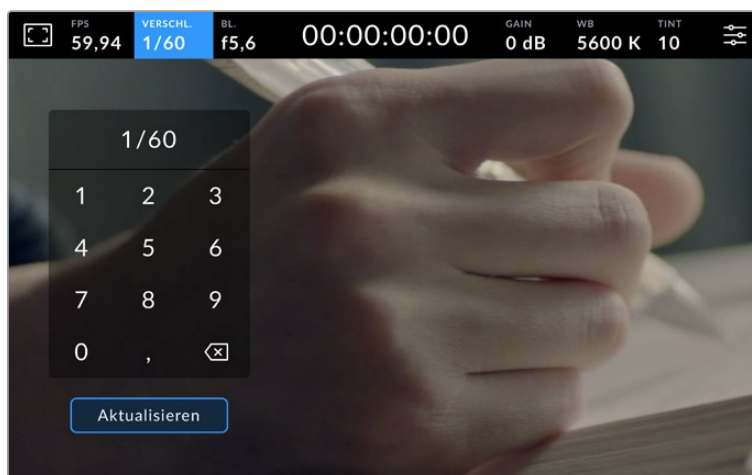 FPS VERSCHL. BL. GAIN WB TINT
59,94 1/60 f5,6 00:00:00:00 0 dB 5600 K 10
1/60
1 2 3
4 5 6
7 8 9
0 ,
Aktualisieren